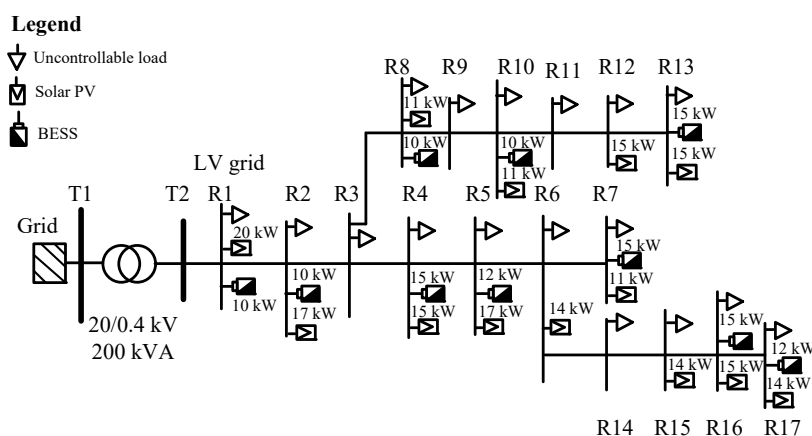 Legend
Uncontrollable load
Solar PV
BESS
R8 R9 R10 R11 R12 R13
11 kW
10 kW
10 kW
11 kW
15 kW
15 kW
15 kW
LV grid
Grid T1 T2 R1 R2 R3 R4 R5 R6 R7
20 kW
10 kW
10 kW
17 kW
15 kW
15 kW
12 kW
17 kW
14 kW
15 kW
11 kW
20/0.4 kV
200 kVA
14 kW
15 kW
15 kW
12 kW
14 kW
R14 R15 R16 R17